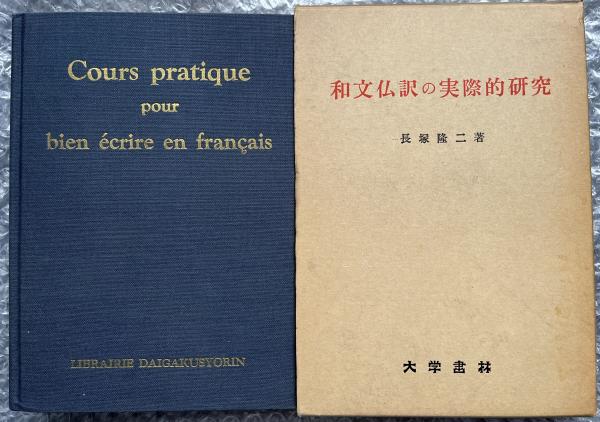 Cours pratique
pour
bien écrire en français
LIBRAIRIE DAIGAKUSYORIN
和文仏訳の実際的研究
長塚隆二著
大学書林